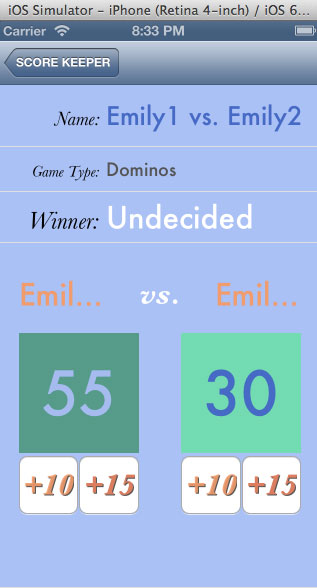 iOS Simulator - iPhone (Retina 4-inch) / iOS 6...
Carrier 8:33 PM
SCORE KEEPER
Name: Emily1 vs. Emily2
Game Type: Dominos
Winner: Undecided
Emil... vs. Emil...
55 30
+10 +15 +10 +15